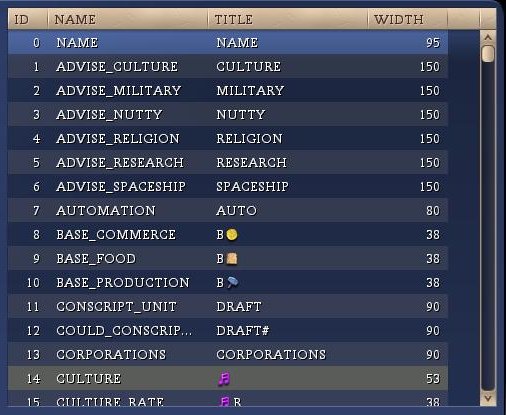 ID NAME TITLE WIDTH
0 NAME NAME 95
1 ADVISE_CULTURE CULTURE 150
2 ADVISE_MILITARY MILITARY 150
3 ADVISE_NUTTY NUTTY 150
4 ADVISE_RELIGION RELIGION 150
5 ADVISE_RESEARCH RESEARCH 150
6 ADVISE_SPACESHIP SPACESHIP 150
7 AUTOMATION AUTO 80
8 BASE_COMMERCE B 38
9 BASE_FOOD B 38
10 BASE_PRODUCTION B 38
11 CONSCRIPT_UNIT DRAFT 90
12 COULD_CONSCRIP... DRAFT# 90
13 CORPORATIONS CORPORATIONS 90
14 CULTURE 53
15 CULTURE_RATE R 38